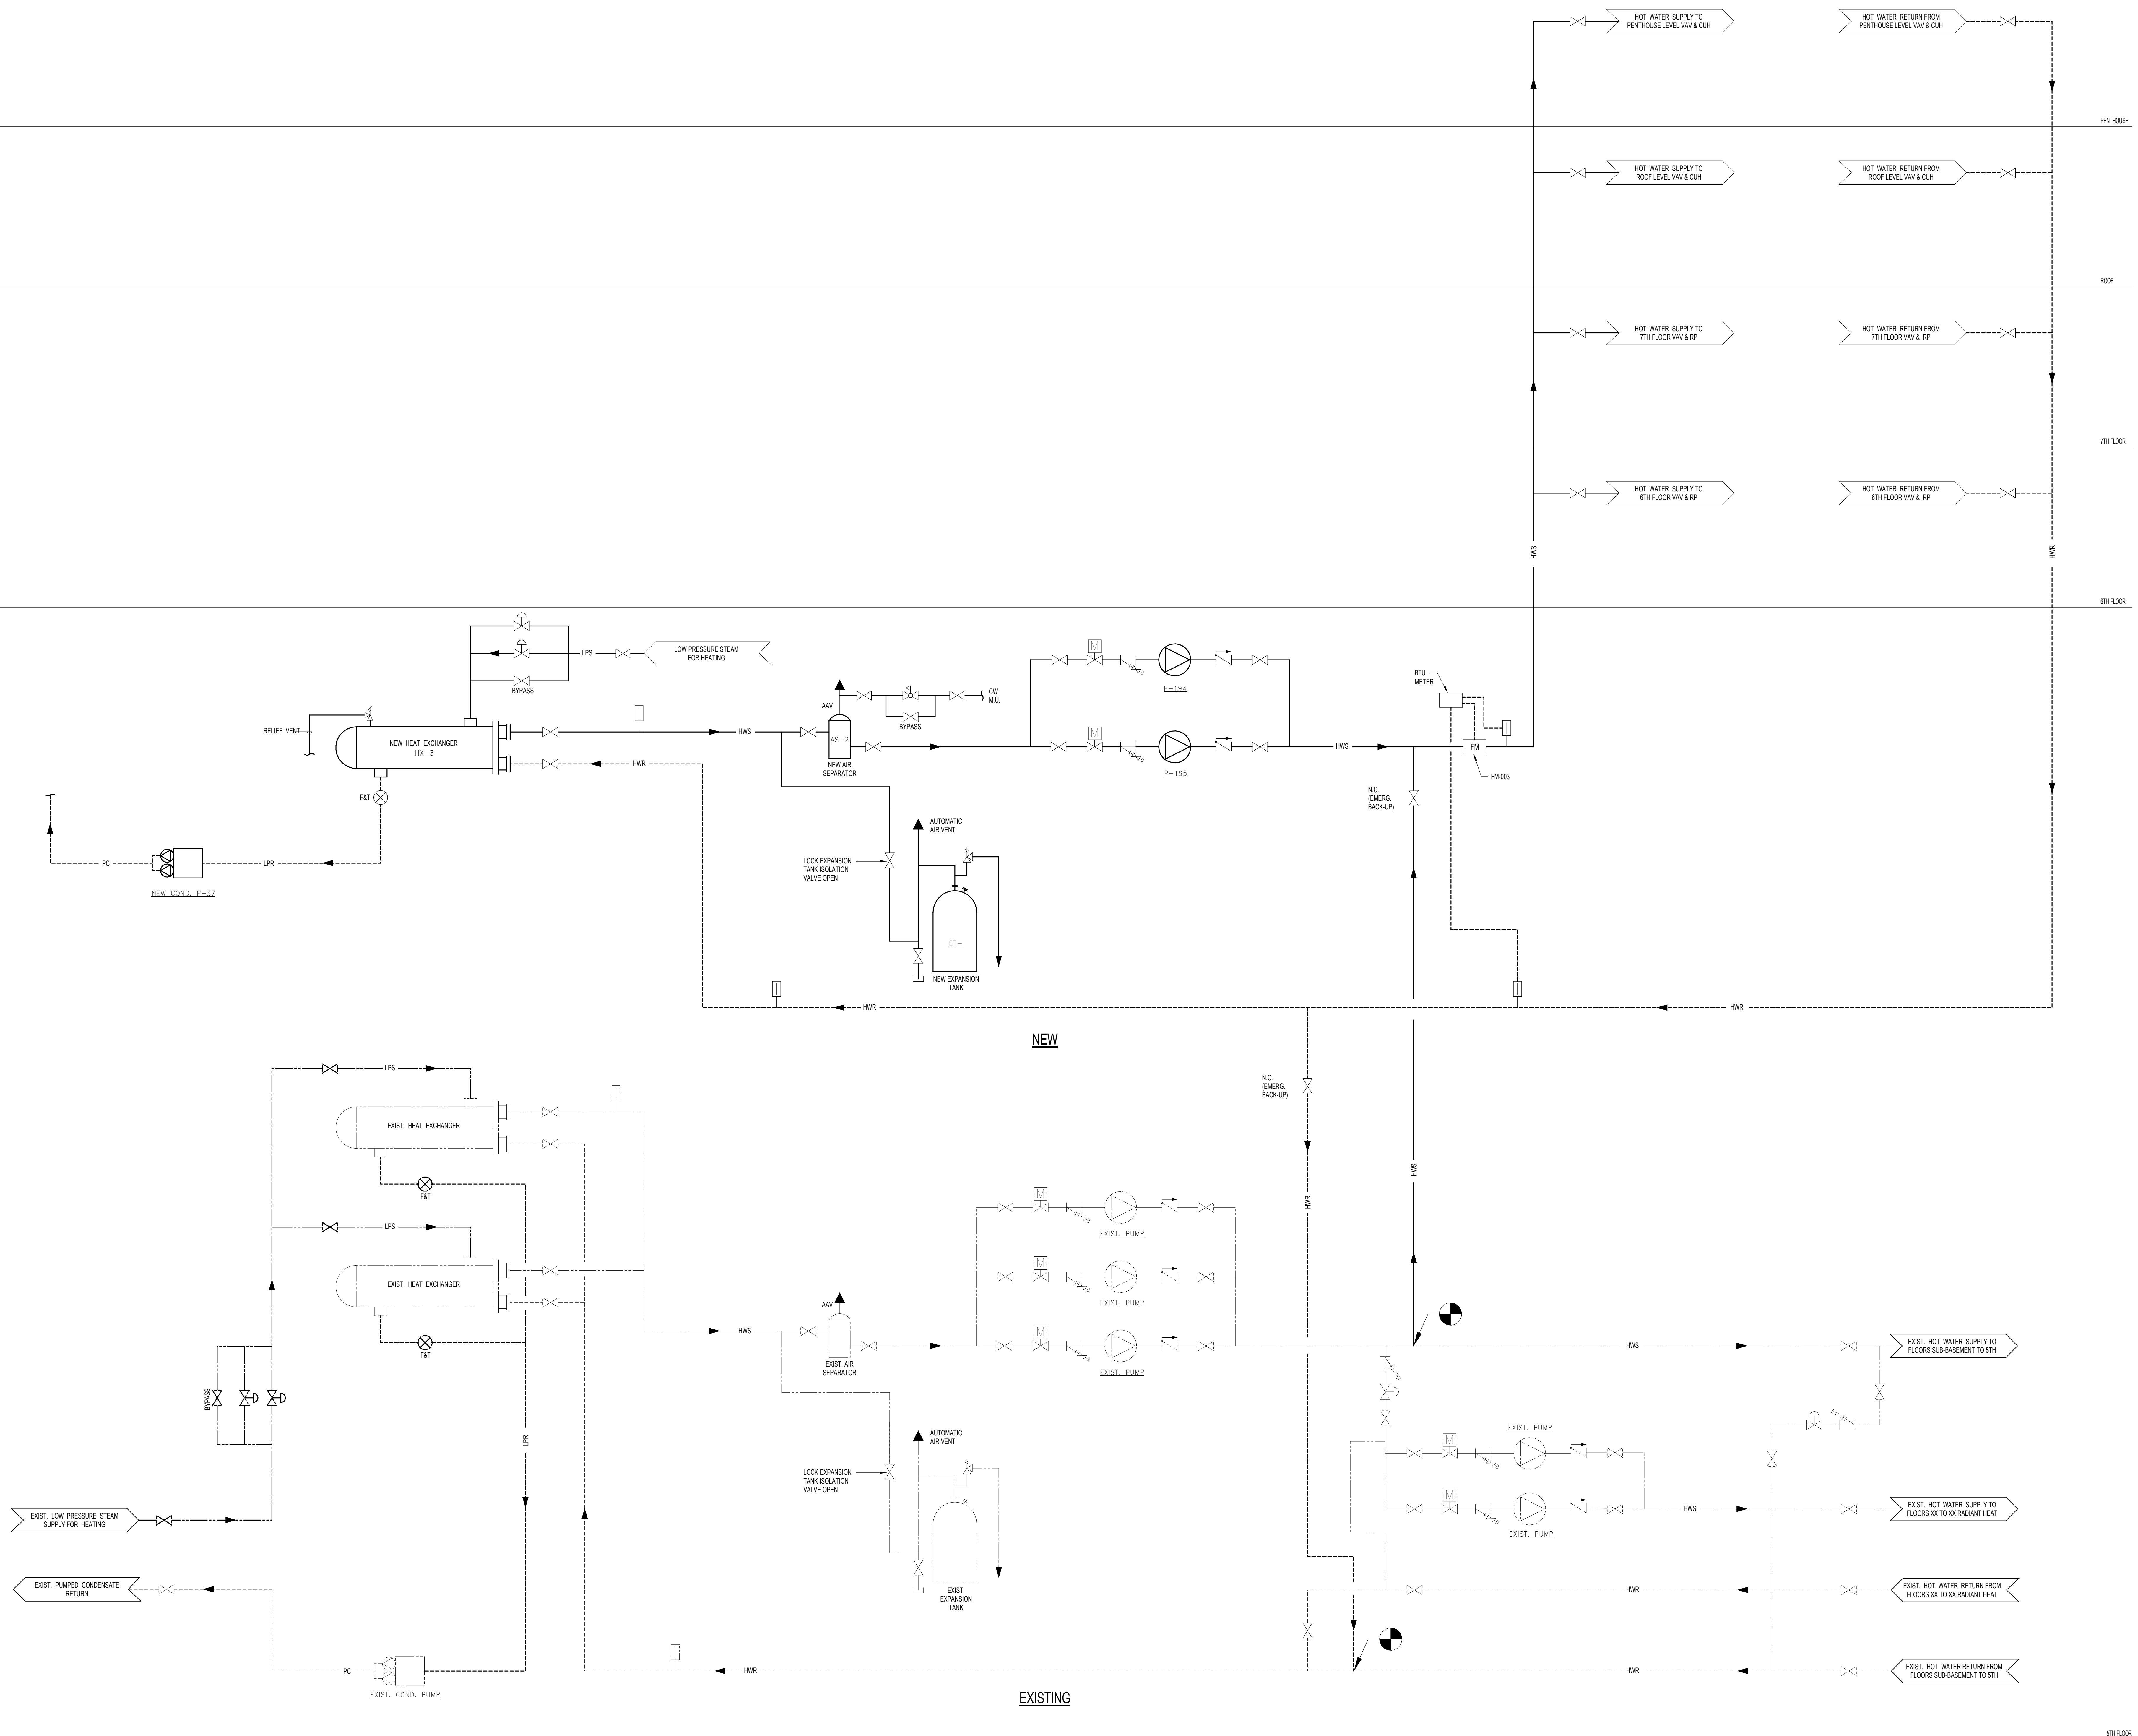 HOT WATER SUPPLY TO
PENTHOUSE LEVEL VAV & CUH
HOT WATER RETURN FROM
PENTHOUSE LEVEL VAV & CUH
PENTHOUSE
HOT WATER SUPPLY TO
ROOF LEVEL VAV & CUH
HOT WATER RETURN FROM
ROOF LEVEL VAV & CUH
ROOF
HOT WATER SUPPLY TO
7TH FLOOR VAV & RP
HOT WATER RETURN FROM
7TH FLOOR VAV & RP
7TH FLOOR
HOT WATER SUPPLY TO
6TH FLOOR VAV & RP
HOT WATER RETURN FROM
6TH FLOOR VAV & RP
HWS
HWR
6TH FLOOR
LPS
LOW PRESSURE STEAM
FOR HEATING
BYPASS
RELIEF VENT
NEW HEAT EXCHANGER
HX-3
HWS
HWR
F&T
PC
LPR
NEW COND. P-37
AAV
CW
M.U.
BYPASS
AS-2
NEW AIR
SEPARATOR
M
P-194
M
P-195
HWS
BTU
METER
FM
FM-003
N.C.
(EMERG.
BACK-UP)
AUTOMATIC
AIR VENT
LOCK EXPANSION
TANK ISOLATION
VALVE OPEN
ET-
NEW EXPANSION
TANK
HWR
HWR
NEW
LPS
EXIST. HEAT EXCHANGER
F&T
LPS
EXIST. HEAT EXCHANGER
F&T
BYPASS
LPR
N.C.
(EMERG.
BACK-UP)
HWR
HWS
AAV
HWS
EXIST. AIR
SEPARATOR
M
EXIST. PUMP
M
EXIST. PUMP
M
EXIST. PUMP
HWS
EXIST. HOT WATER SUPPLY TO
FLOORS SUB-BASEMENT TO 5TH
AUTOMATIC
AIR VENT
LOCK EXPANSION
TANK ISOLATION
VALVE OPEN
EXIST.
EXPANSION
TANK
EXIST. PUMP
M
M
EXIST. PUMP
HWS
EXIST. HOT WATER SUPPLY TO
FLOORS XX TO XX RADIANT HEAT
EXIST. LOW PRESSURE STEAM
SUPPLY FOR HEATING
EXIST. PUMPED CONDENSATE
RETURN
HWR
EXIST. HOT WATER RETURN FROM
FLOORS XX TO XX RADIANT HEAT
PC
EXIST. COND. PUMP
HWR
HWR
EXIST. HOT WATER RETURN FROM
FLOORS SUB-BASEMENT TO 5TH
EXISTING
5TH FLOOR